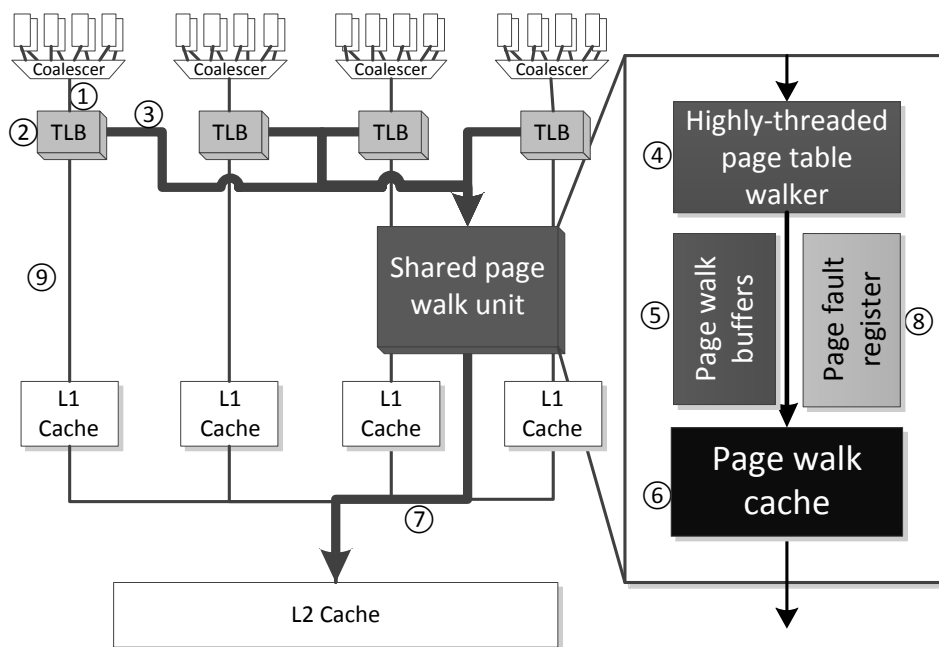 Coalescer
Coalescer
Coalescer
Coalescer
①
②
TLB
③
TLB
TLB
TLB
Highly-threaded
page table
walker
④
Shared page
walk unit
⑨
Page walk
buffers
⑤
Page fault
register
⑧
L1
Cache
L1
Cache
L1
Cache
L1
Cache
Page walk
cache
⑥
⑦
L2 Cache